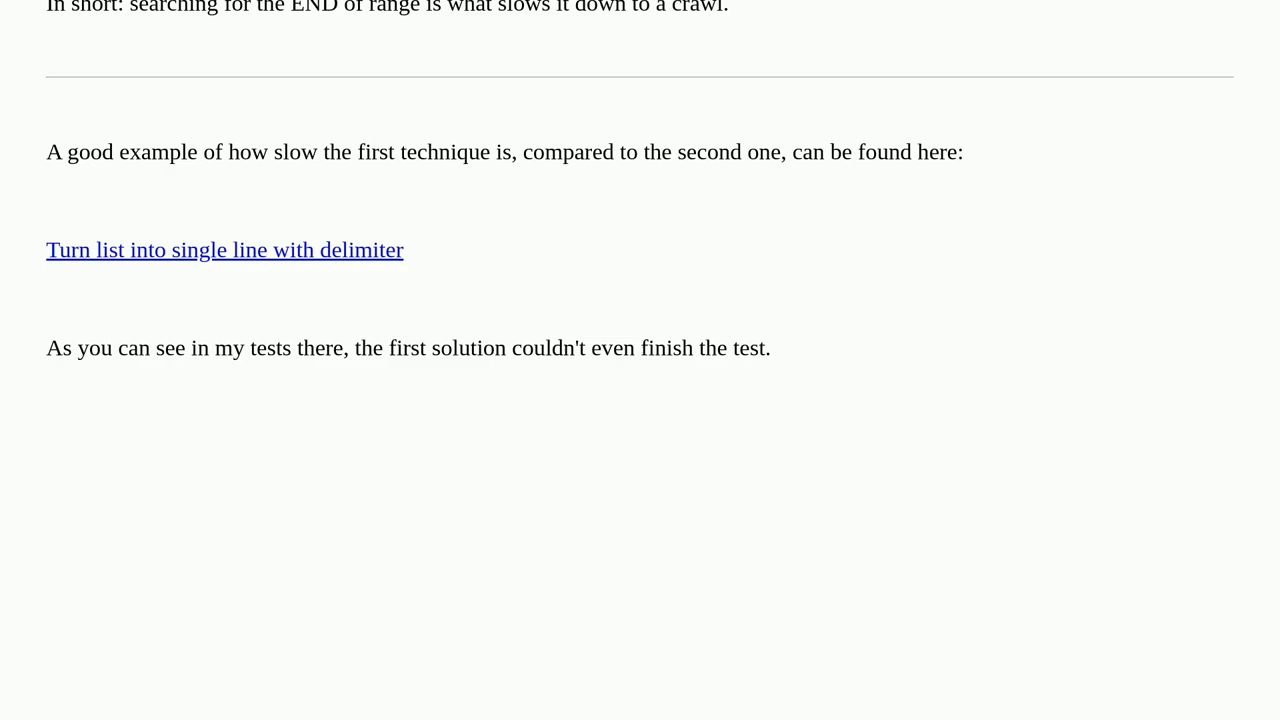 In short: searching for the END of range is what slows it down to a crawl.
A good example of how slow the first technique is, compared to the second one, can be found here:
Turn list into single line with delimiter
As you can see in my tests there, the first solution couldn't even finish the test.